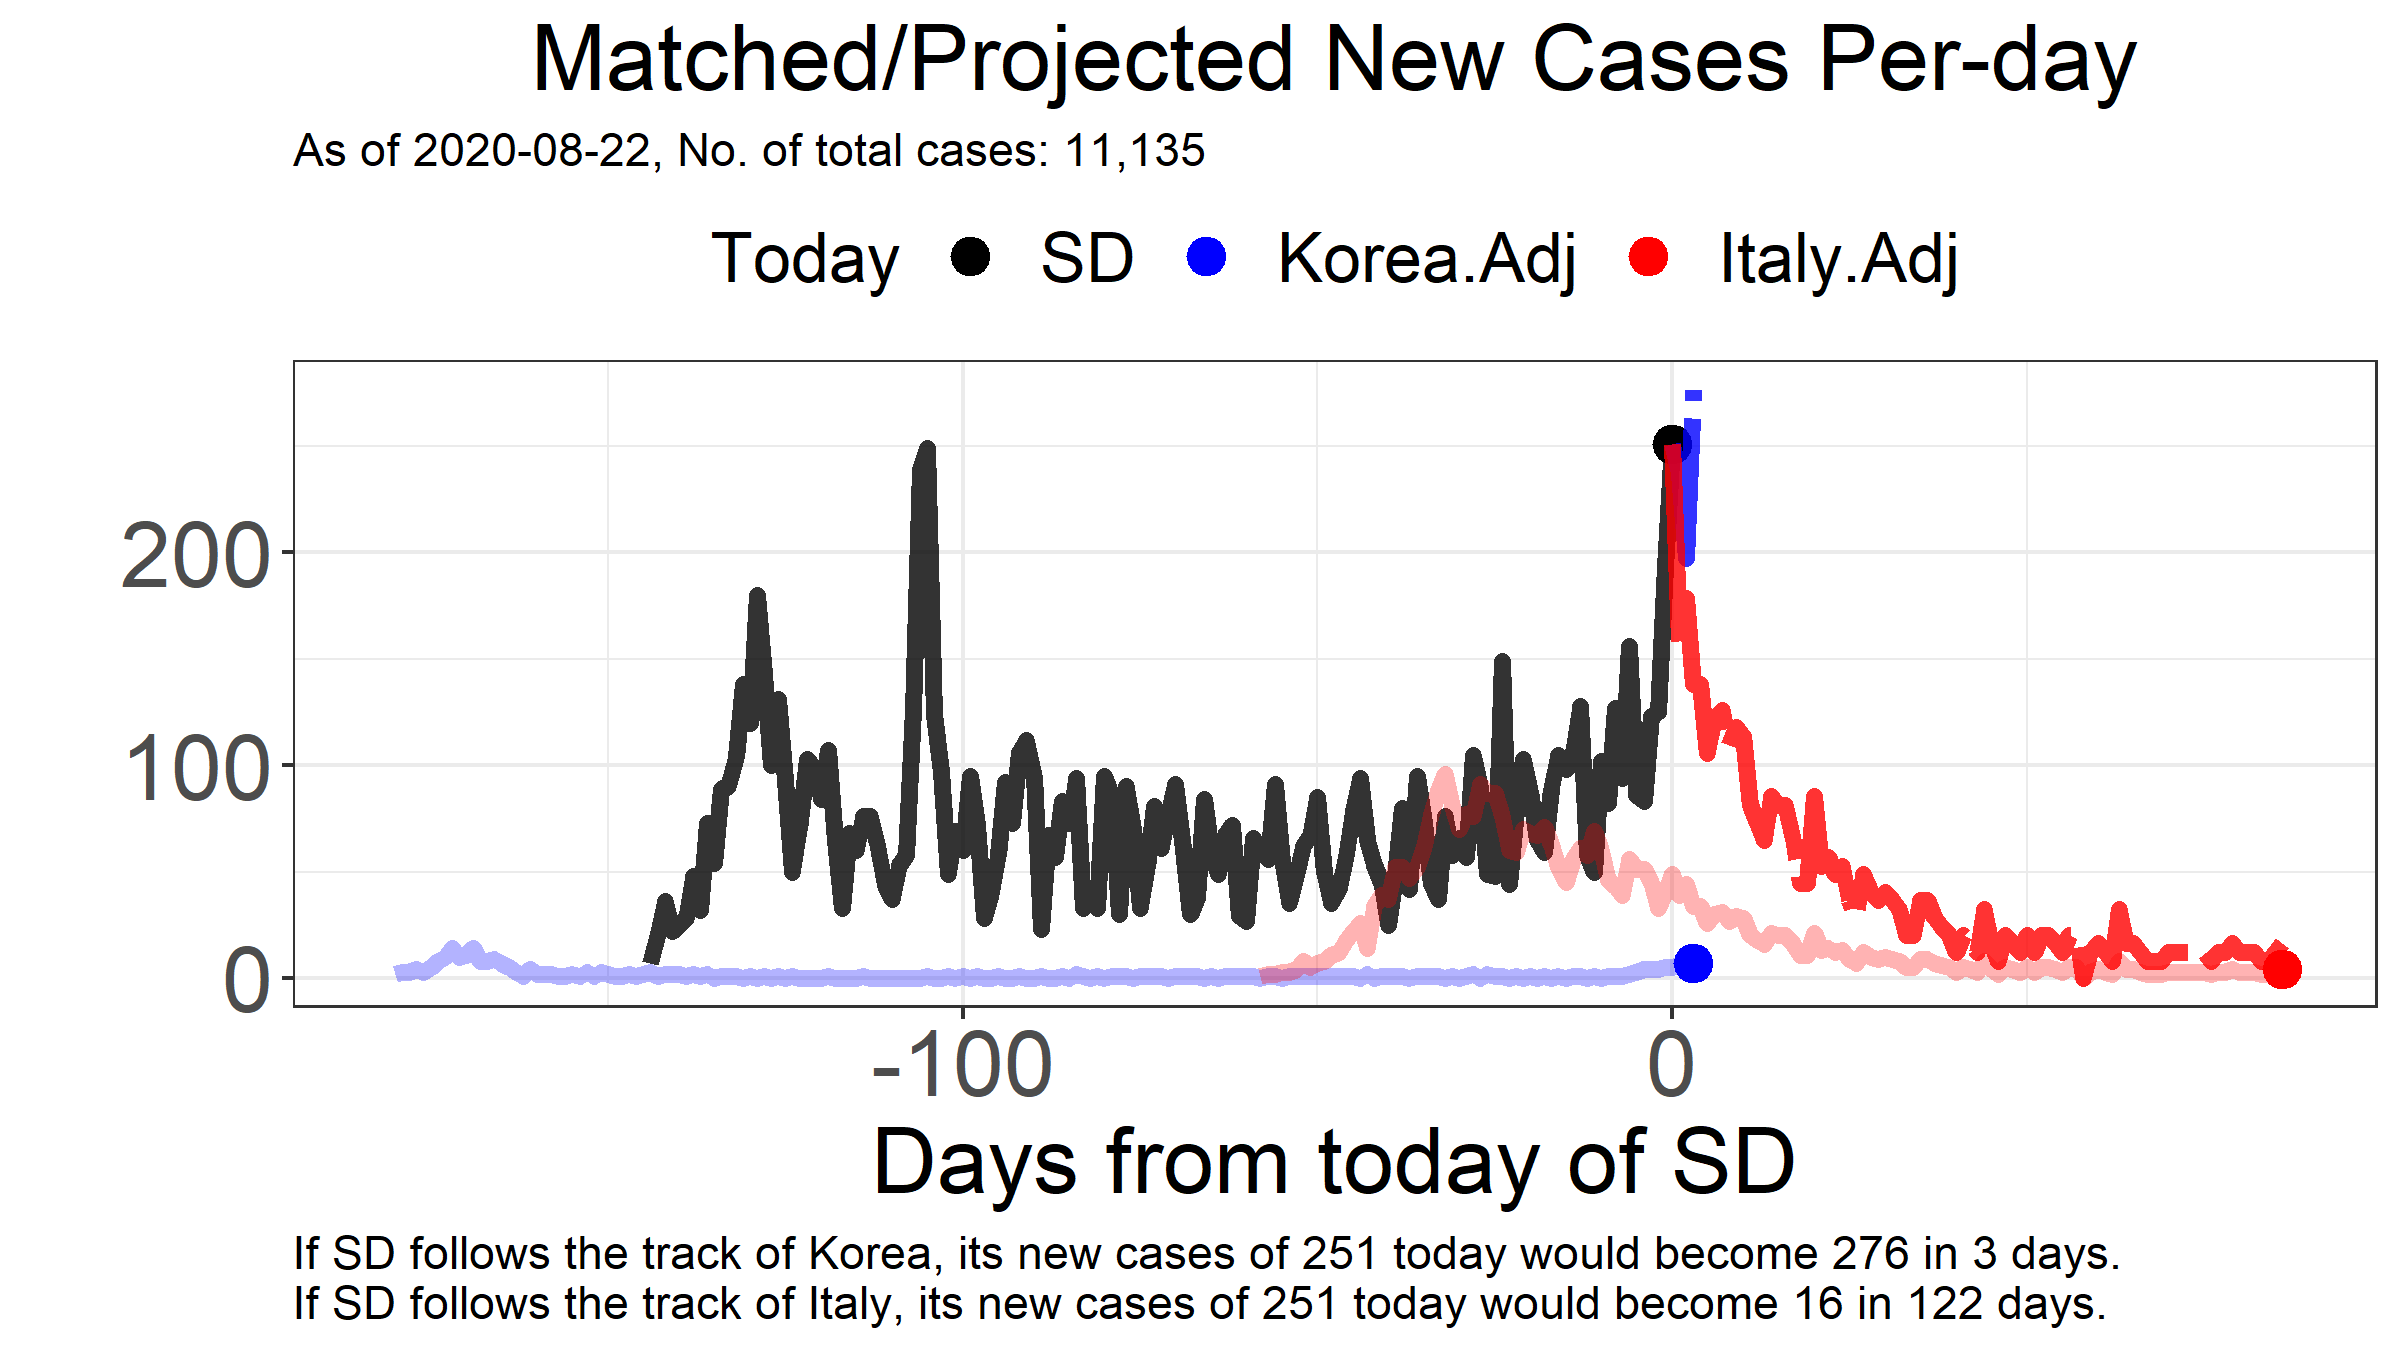 Matched/Projected New Cases Per-day
As of 2020-08-22, No. of total cases: 11,135
Today SD Korea.Adj Italy.Adj
200
100
0
-100 0
Days from today of SD
If SD follows the track of Korea, its new cases of 251 today would become 276 in 3 days.
If SD follows the track of Italy, its new cases of 251 today would become 16 in 122 days.